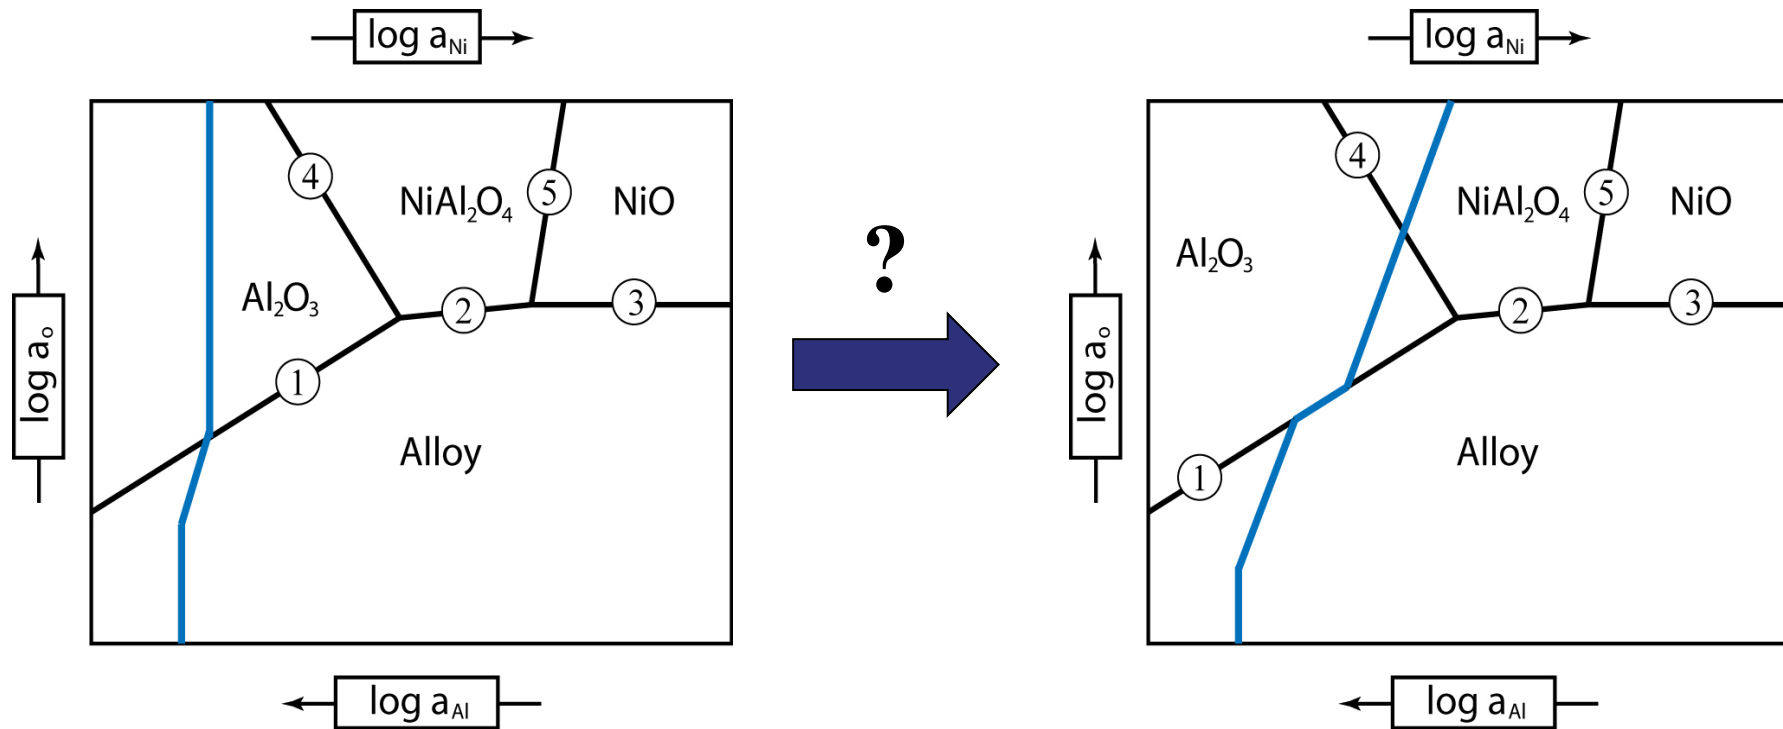 log a_Ni
4
5
NiAl₂O₄
NiO
Al₂O₃
2
3
1
Alloy
log a_o
log a_Al
?
log a_Ni
4
5
NiAl₂O₄
NiO
Al₂O₃
2
3
1
Alloy
log a_o
log a_Al